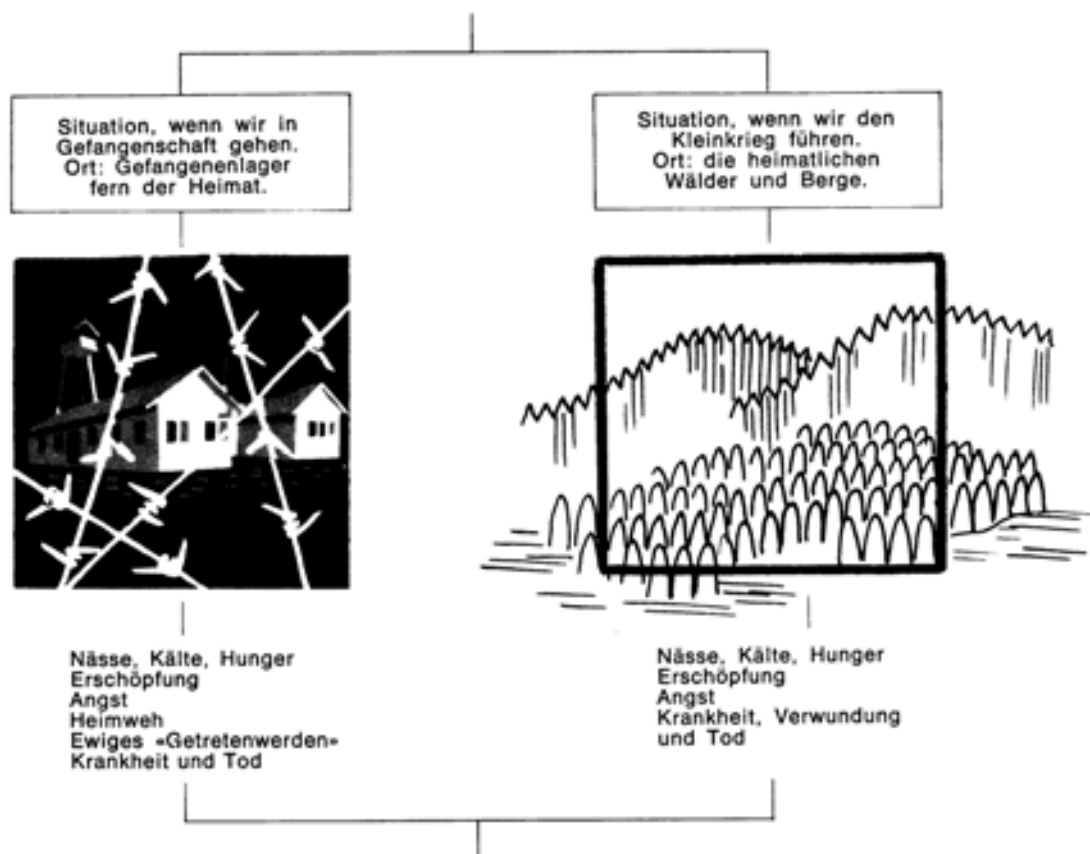 Situation, wenn wir in
Gefangenschaft gehen.
Ort: Gefangenenlager
fern der Heimat.
Situation, wenn wir den
Kleinkrieg führen.
Ort: die heimatlichen
Wälder und Berge.
Nässe, Kälte, Hunger
Erschöpfung
Angst
Heimweh
Ewiges «Getretenwerden»
Krankheit und Tod
Nässe, Kälte, Hunger
Erschöpfung
Angst
Krankheit, Verwundung
und Tod